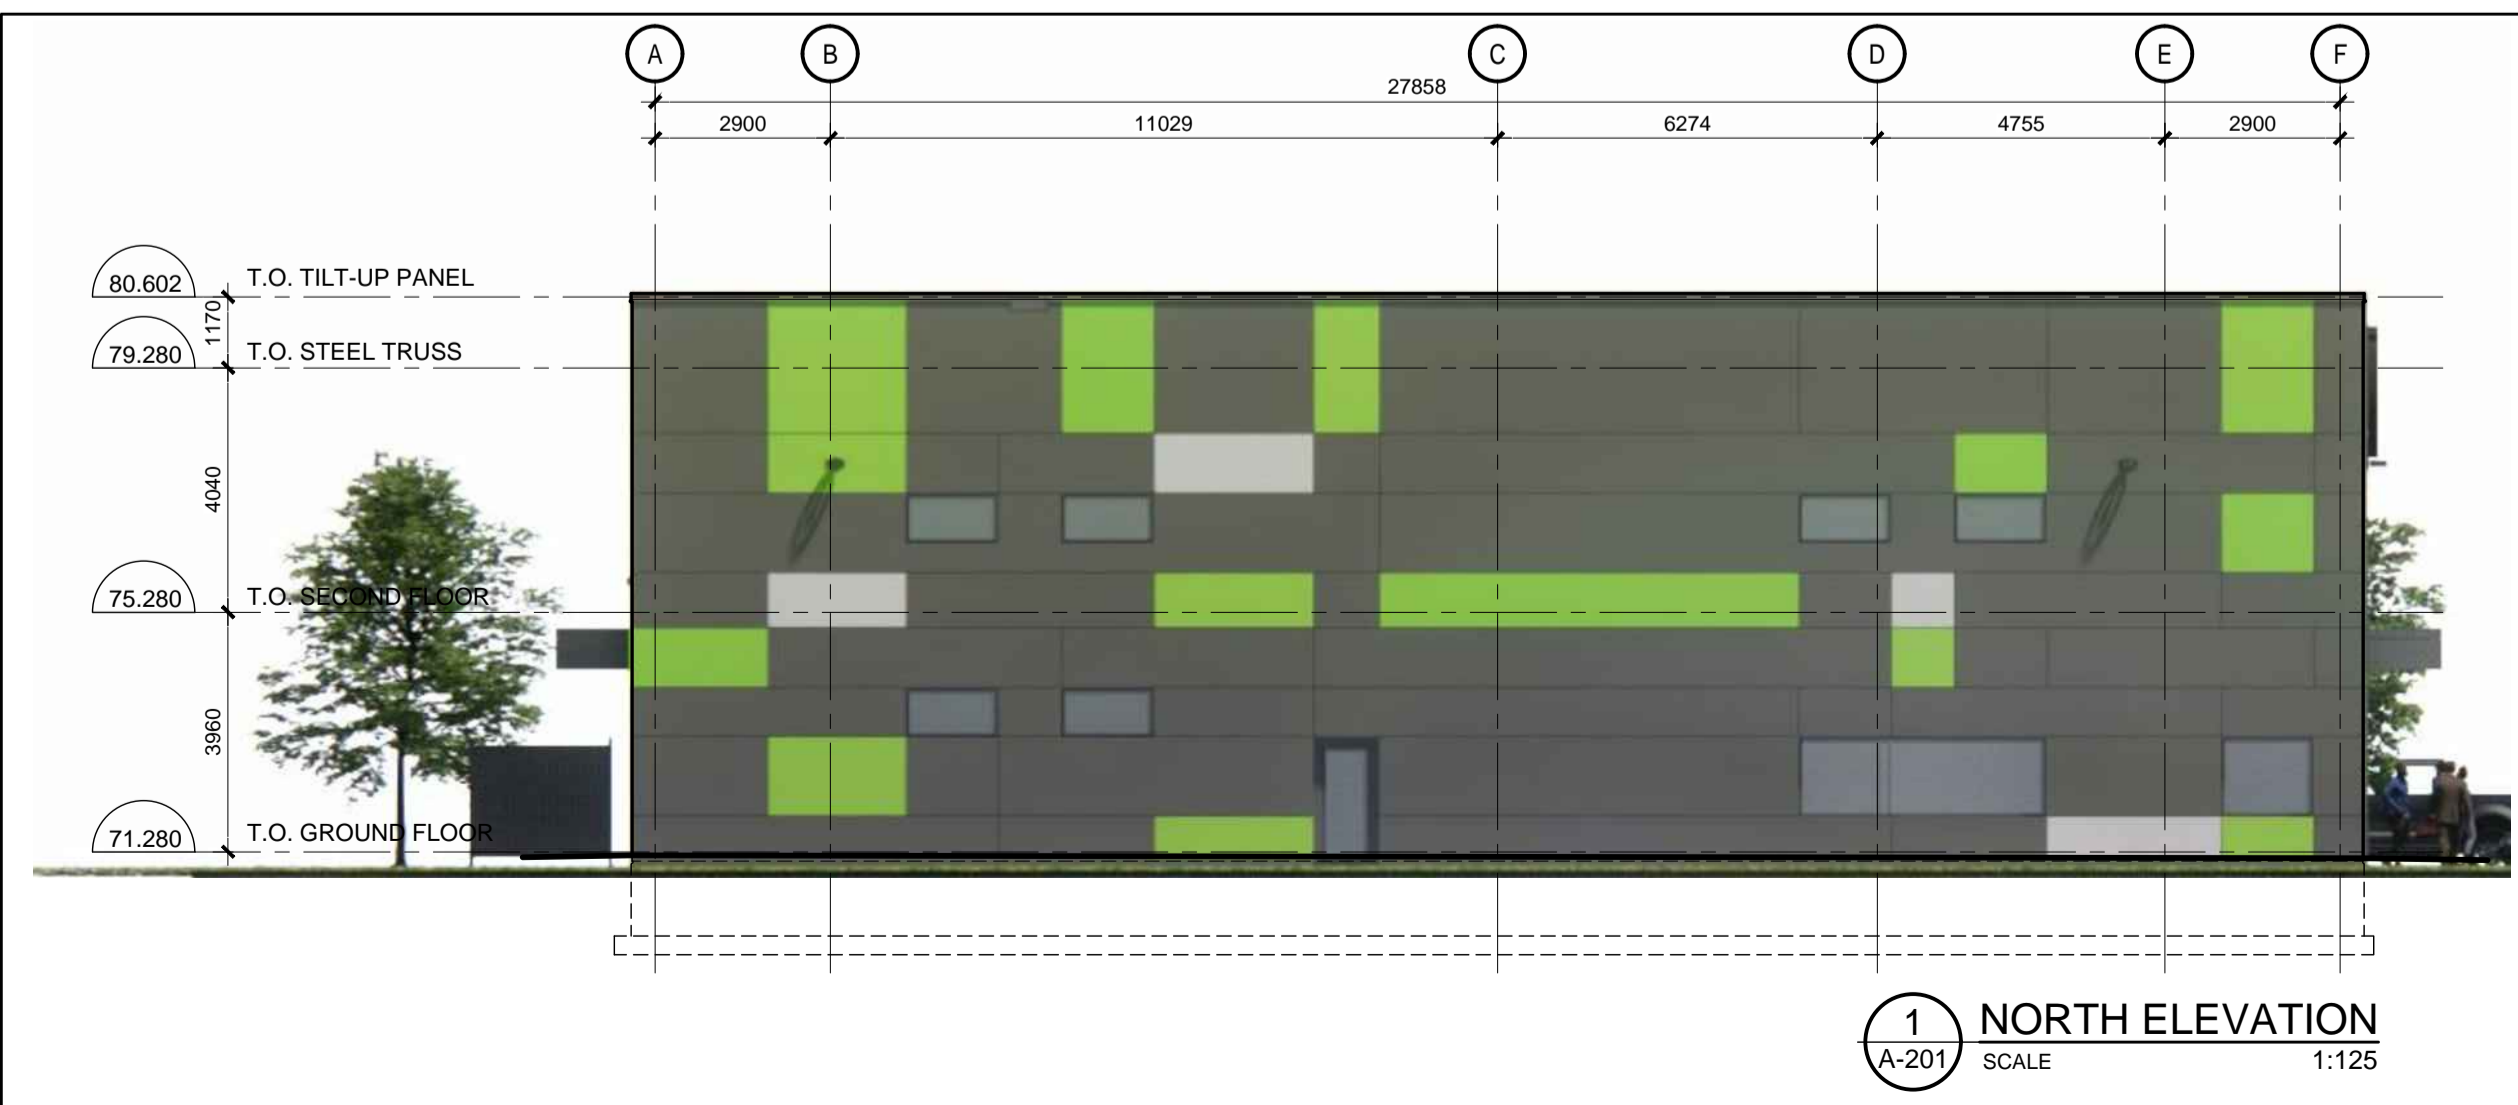 A B C D E F
27858
2900 11029 6274 4755 2900
80.602 T.O. TILT-UP PANEL
1170
79.280 T.O. STEEL TRUSS
4040
75.280 T.O. SECOND FLOOR
3960
71.280 T.O. GROUND FLOOR
1 NORTH ELEVATION
A-201 SCALE 1:125